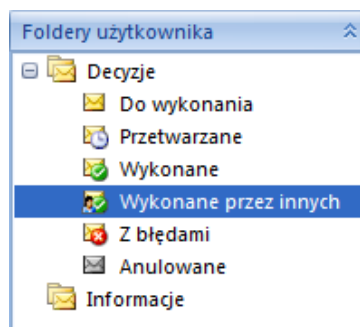 Foldery użytkownika
Decyzje
Do wykonania
Przetwarzane
Wykonane
Wykonane przez innych
Z błędami
Anulowane
Informacje